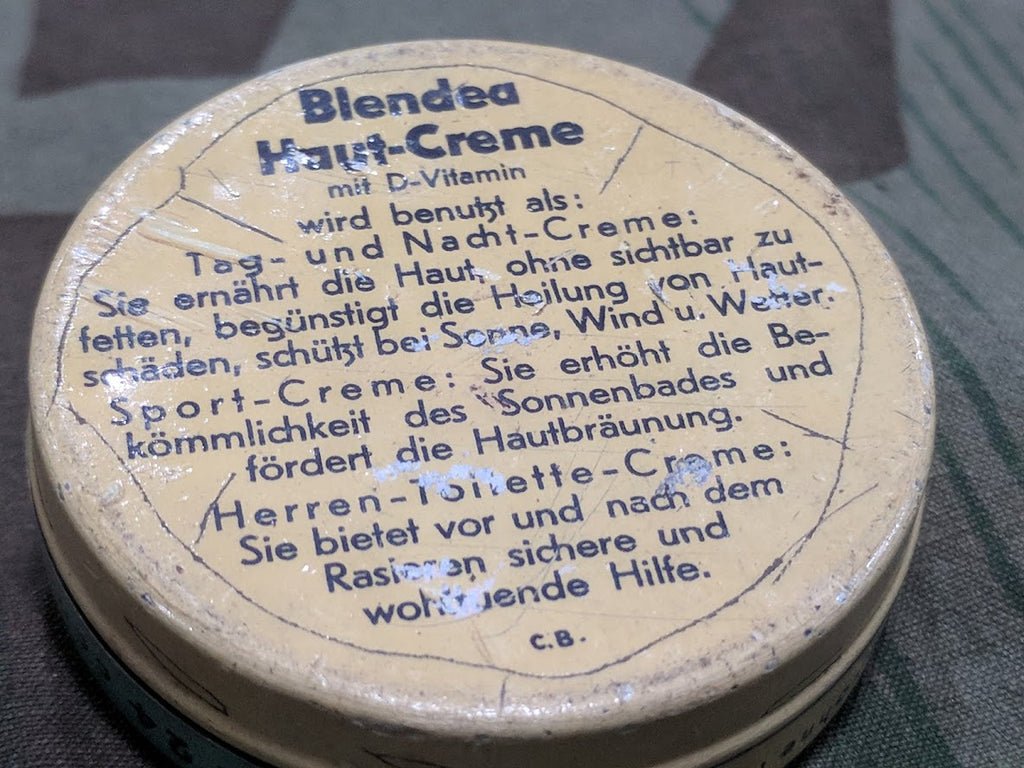 Blendea
Haut-Creme
mit D-Vitamin
wird benutzt als:
Tag- und Nacht-Creme:
Sie ernährt die Haut, ohne sichtbar zu
fetten, begünstigt die Heilung von Haut-
schäden, schützt bei Sonne, Wind u. Wetter.
Sport-Creme: Sie erhöht die Be-
kömmlichkeit des Sonnenbades und
fördert die Hautbräunung.
Herren-Toilette-Creme:
Sie bietet vor und nach dem
Rasieren sichere und
wohltuende Hilfe.
C.B.